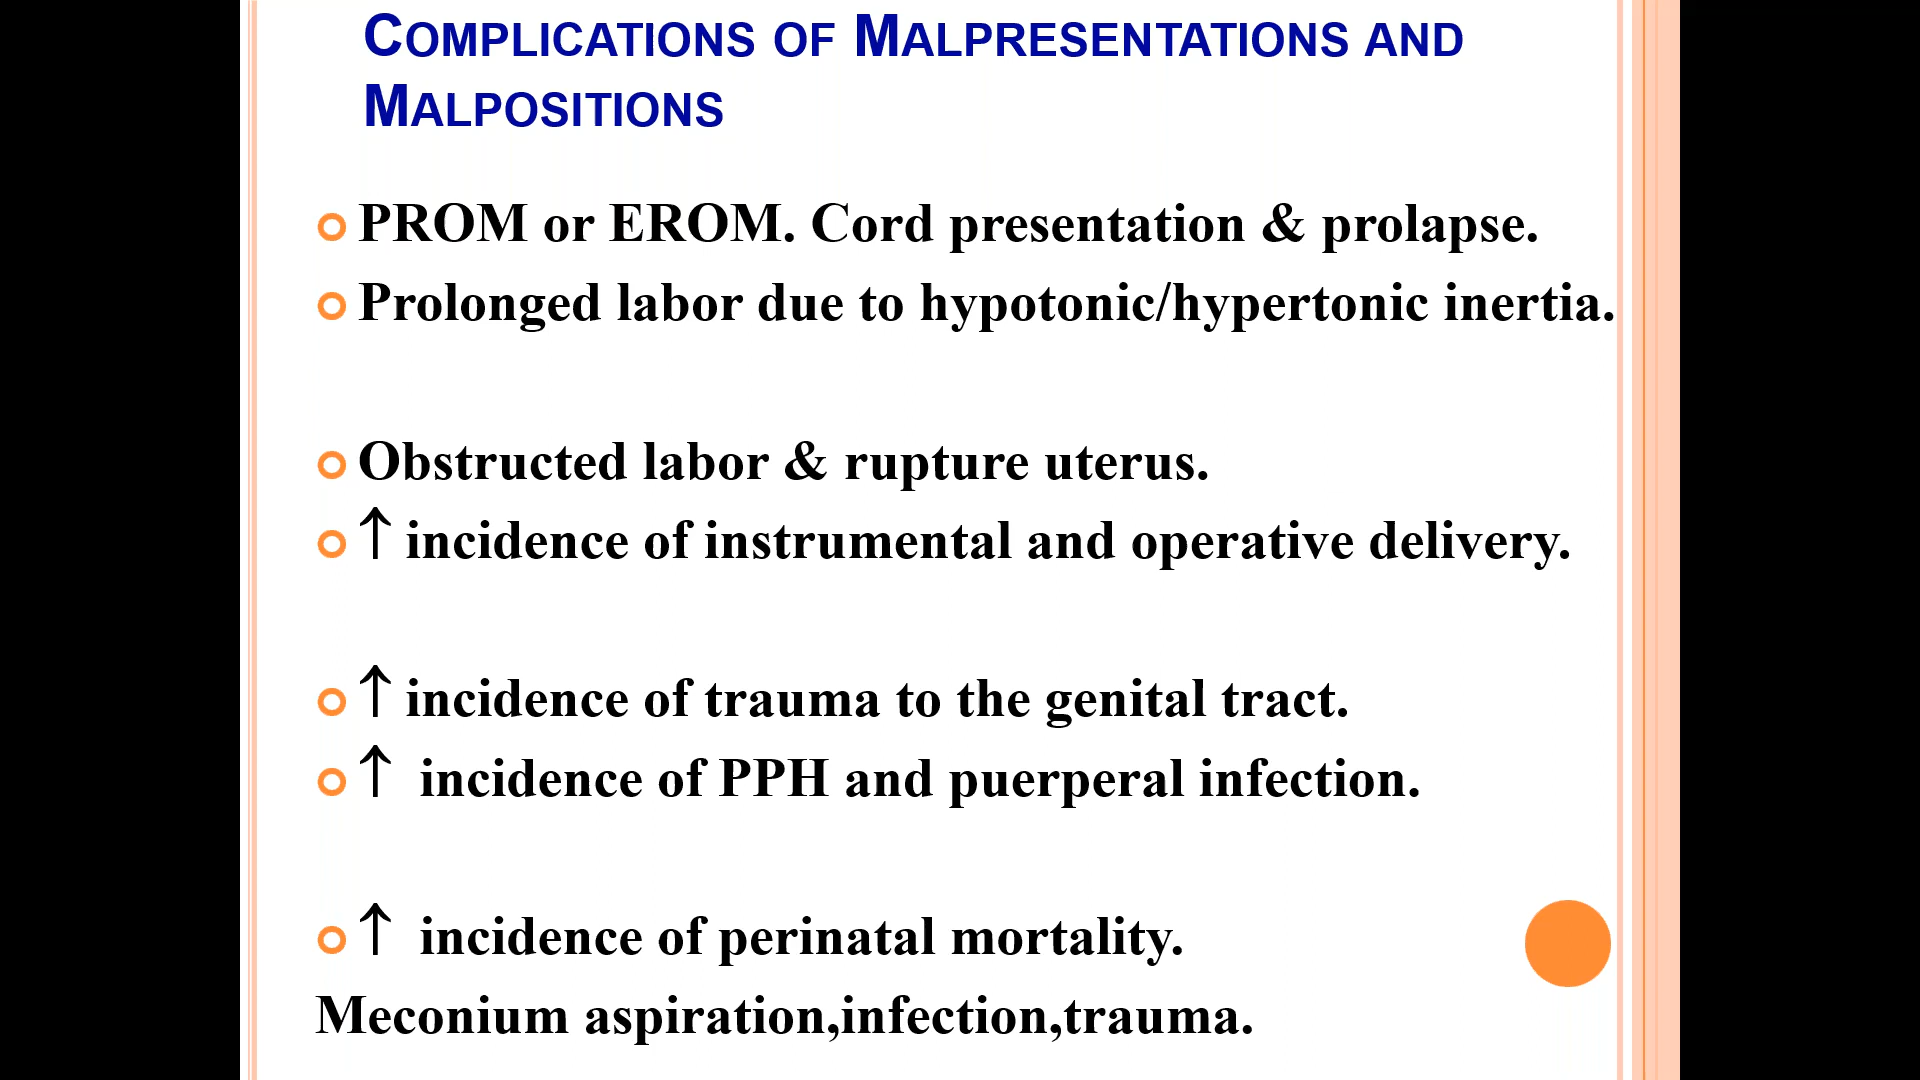 COMPLICATIONS OF MALPRESENTATIONS AND
MALPOSITIONS
PROM or EROM. Cord presentation & prolapse.
Prolonged labor due to hypotonic/hypertonic inertia.
Obstructed labor & rupture uterus.
↑ incidence of instrumental and operative delivery.
↑ incidence of trauma to the genital tract.
↑ incidence of PPH and puerperal infection.
↑ incidence of perinatal mortality.
Meconium aspiration,infection,trauma.